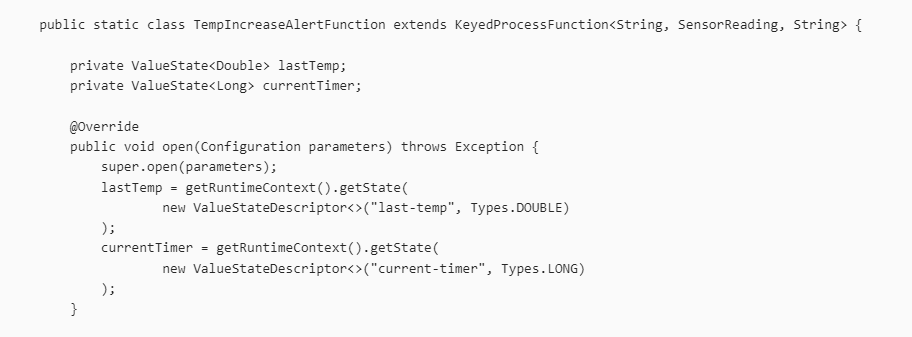 public static class TempIncreaseAlertFunction extends KeyedProcessFunction<String, SensorReading, String> {
private ValueState<Double> lastTemp;
private ValueState<Long> currentTimer;
@Override
public void open(Configuration parameters) throws Exception {
super.open(parameters);
lastTemp = getRuntimeContext().getState(
new ValueStateDescriptor<>("last-temp", Types.DOUBLE)
);
currentTimer = getRuntimeContext().getState(
new ValueStateDescriptor<>("current-timer", Types.LONG)
);
}